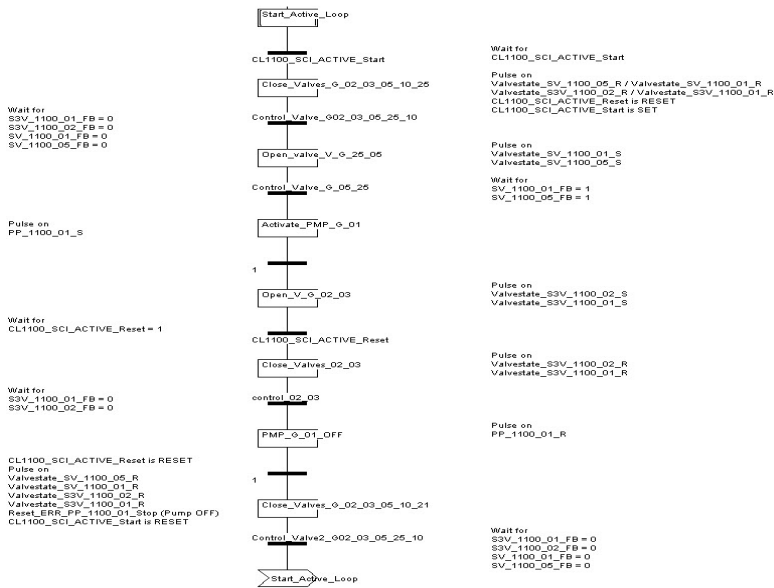 Start_Active_Loop
CL1100_SCI_ACTIVE_Start
Wait for
CL1100_SCI_ACTIVE_Start
Close_Valves_G_02_03_05_10_25
Pulse on
Valvestate_SV_1100_05_R / Valvestate_SV_1100_01_R
Valvestate_S3V_1100_02_R / Valvestate_S3V_1100_01_R
CL1100_SCI_ACTIVE_Reset is RESET
CL1100_SCI_ACTIVE_Start is SET
Wait for
S3V_1100_01_FB = 0
S3V_1100_02_FB = 0
SV_1100_01_FB = 0
SV_1100_05_FB = 0
Control_Valve_G02_03_05_25_10
Open_valve_V_G_25_05
Pulse on
Valvestate_SV_1100_01_S
Valvestate_SV_1100_05_S
Control_Valve_G_05_25
Wait for
SV_1100_01_FB = 1
SV_1100_05_FB = 1
Pulse on
PP_1100_01_S
Activate_PMP_G_01
1
Open_V_G_02_03
Pulse on
Valvestate_S3V_1100_02_S
Valvestate_S3V_1100_01_S
Wait for
CL1100_SCI_ACTIVE_Reset = 1
CL1100_SCI_ACTIVE_Reset
Close_Valves_02_03
Pulse on
Valvestate_S3V_1100_02_R
Valvestate_S3V_1100_01_R
Wait for
S3V_1100_01_FB = 0
S3V_1100_02_FB = 0
control_02_03
PMP_G_01_OFF
Pulse on
PP_1100_01_R
1
CL1100_SCI_ACTIVE_Reset is RESET
Pulse on
Valvestate_SV_1100_05_R
Valvestate_SV_1100_01_R
Valvestate_S3V_1100_02_R
Valvestate_S3V_1100_01_R
Reset_ERR_PP_1100_01_Stop (Pump OFF)
CL1100_SCI_ACTIVE_Start is RESET
Close_Valves_G_02_03_05_10_21
Control_Valve2_G02_03_05_25_10
Wait for
S3V_1100_01_FB = 0
S3V_1100_02_FB = 0
SV_1100_01_FB = 0
SV_1100_05_FB = 0
Start_Active_Loop